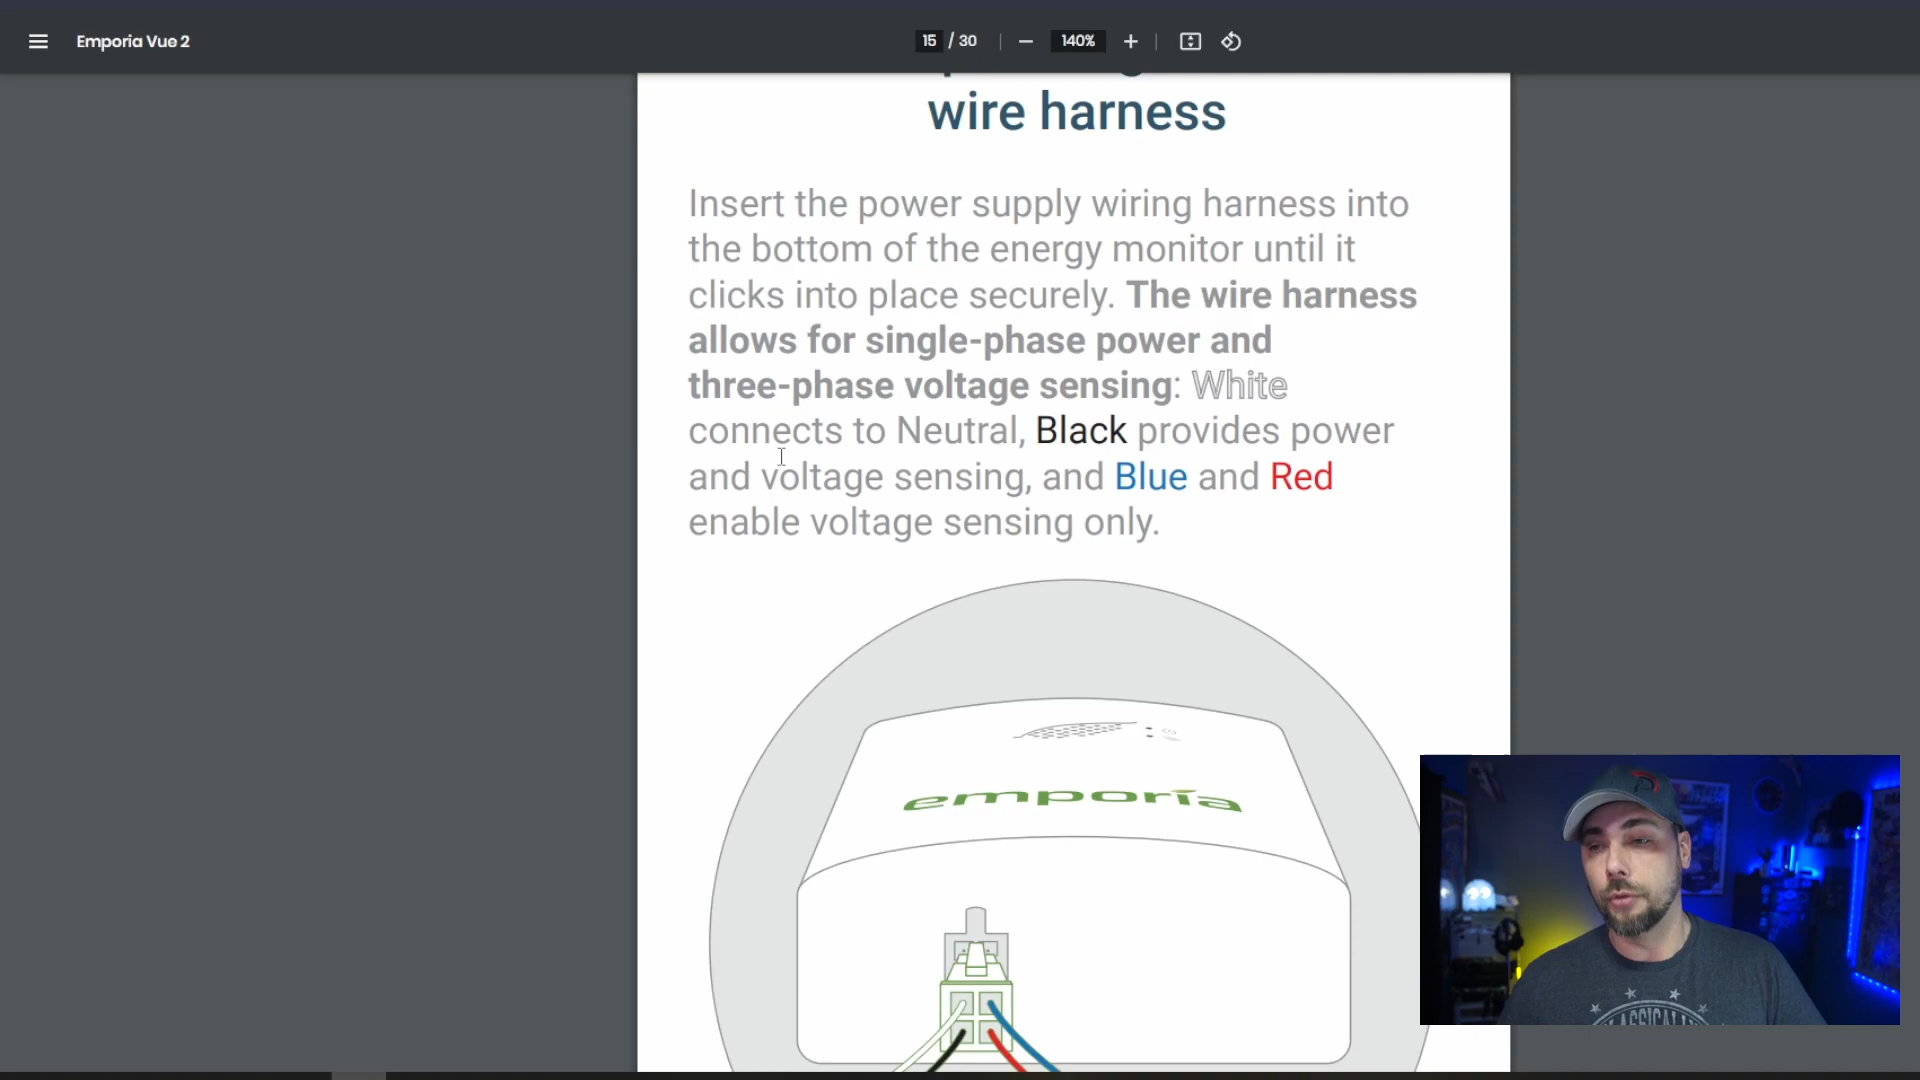 Emporia Vue 2
15 / 30
140%
wire harness
Insert the power supply wiring harness into
the bottom of the energy monitor until it
clicks into place securely. The wire harness
allows for single-phase power and
three-phase voltage sensing: White
connects to Neutral, Black provides power
and voltage sensing, and Blue and Red
enable voltage sensing only.
emporia